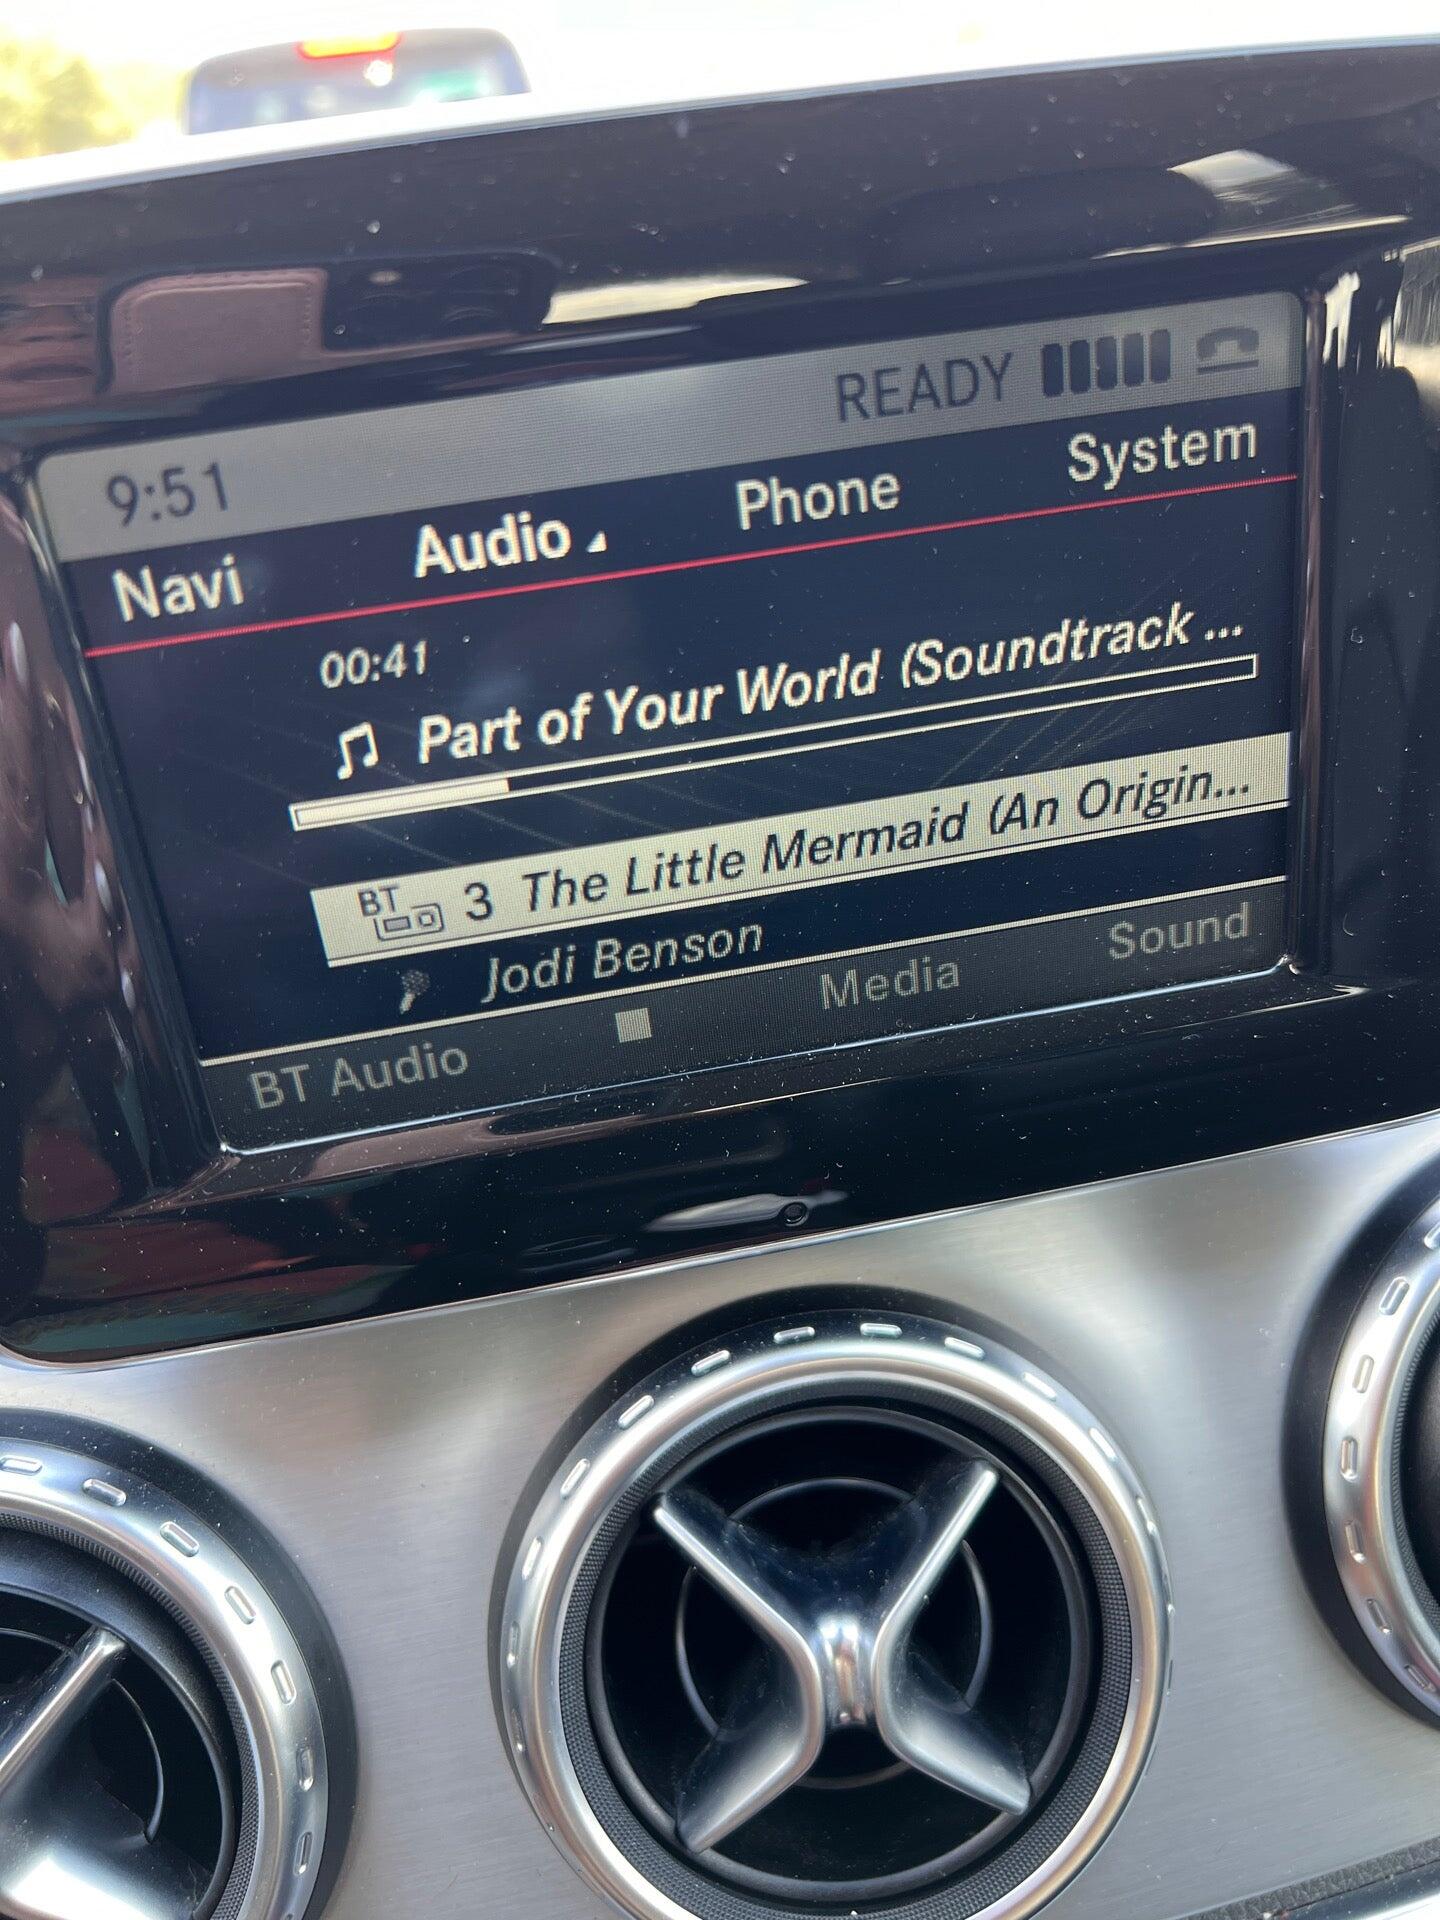 READY
9:51
Navi Audio Phone System
00:41
Part of Your World (Soundtrack ...
BT 3 The Little Mermaid (An Origin...
Jodi Benson
BT Audio Media Sound